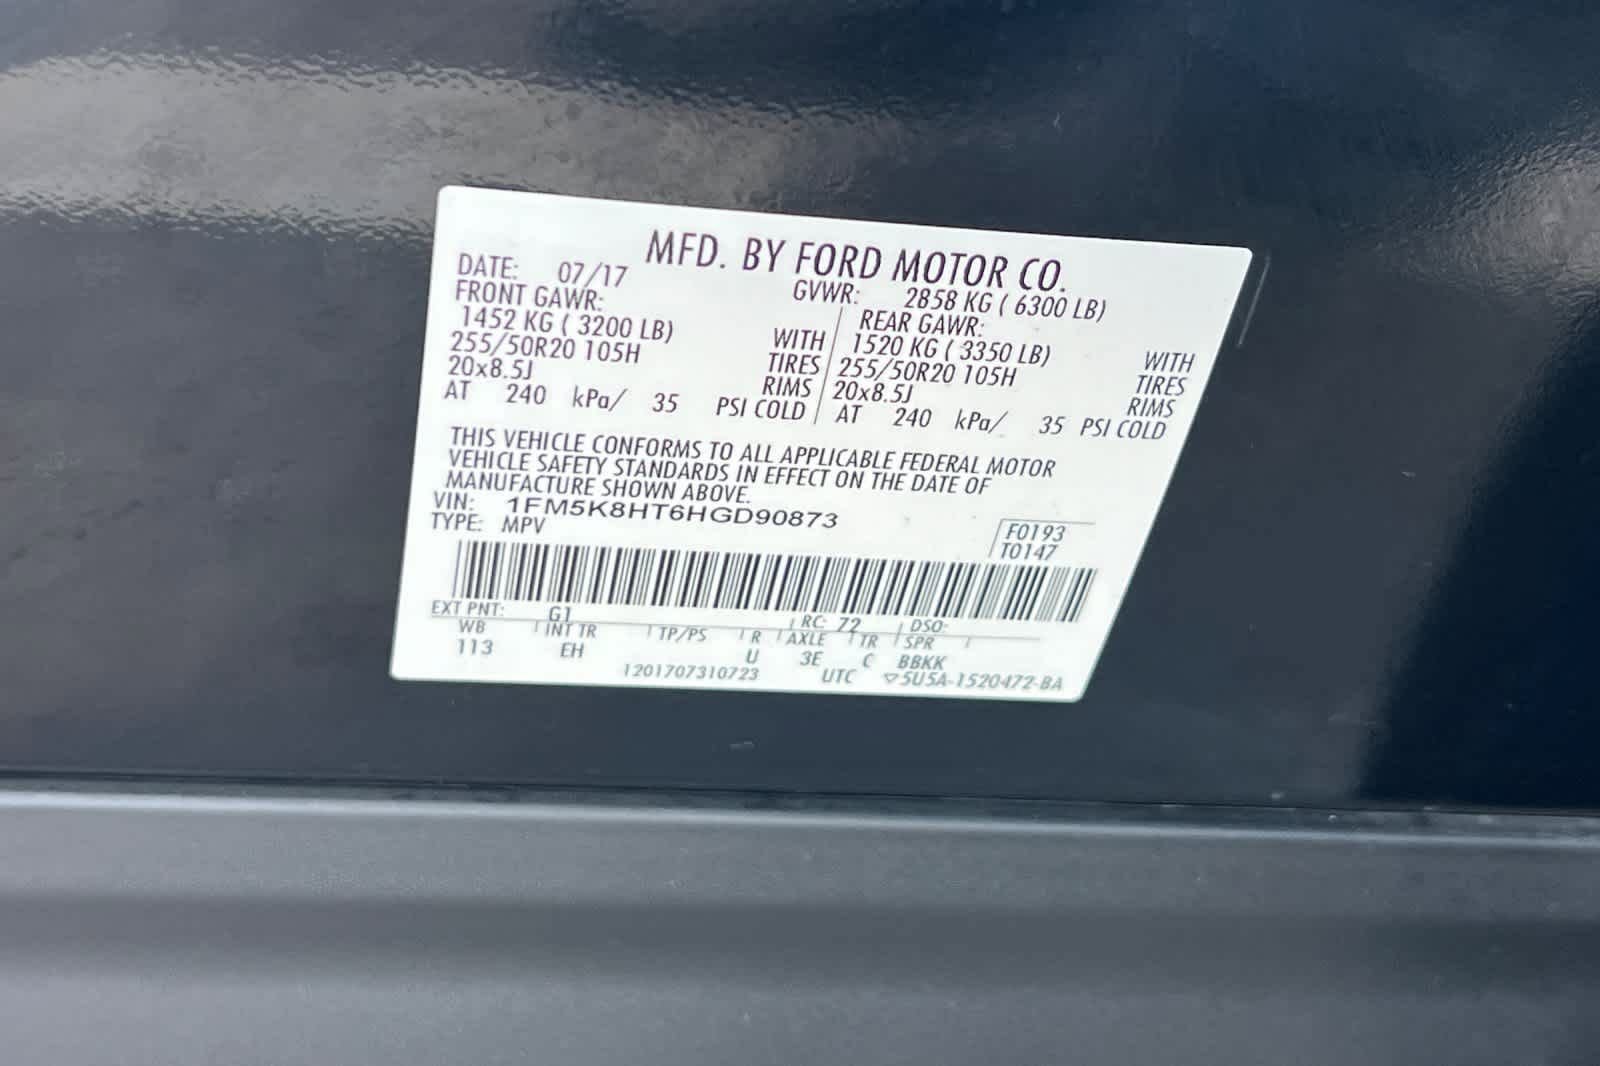 MFD. BY FORD MOTOR CO.
DATE: 07/17 GVWR: 2858 KG ( 6300 LB)
FRONT GAWR: REAR GAWR:
1452 KG ( 3200 LB) WITH 1520 KG ( 3350 LB) WITH
255/50R20 105H TIRES 255/50R20 105H TIRES
20x8.5J RIMS 20x8.5J RIMS
AT 240 kPa/ 35 PSI COLD AT 240 kPa/ 35 PSI COLD
THIS VEHICLE CONFORMS TO ALL APPLICABLE FEDERAL MOTOR
VEHICLE SAFETY STANDARDS IN EFFECT ON THE DATE OF
MANUFACTURE SHOWN ABOVE.
VIN: 1FM5K8HT6HGD90873
TYPE: MPV
F0193
T0147
EXT PNT: G1 RC: 72 DSO:
WB INT TR TP/PS R AXLE TR SPR
113 EH U 3E C BBKK
1201707310723 UTC ▽5U5A-1520472-BA